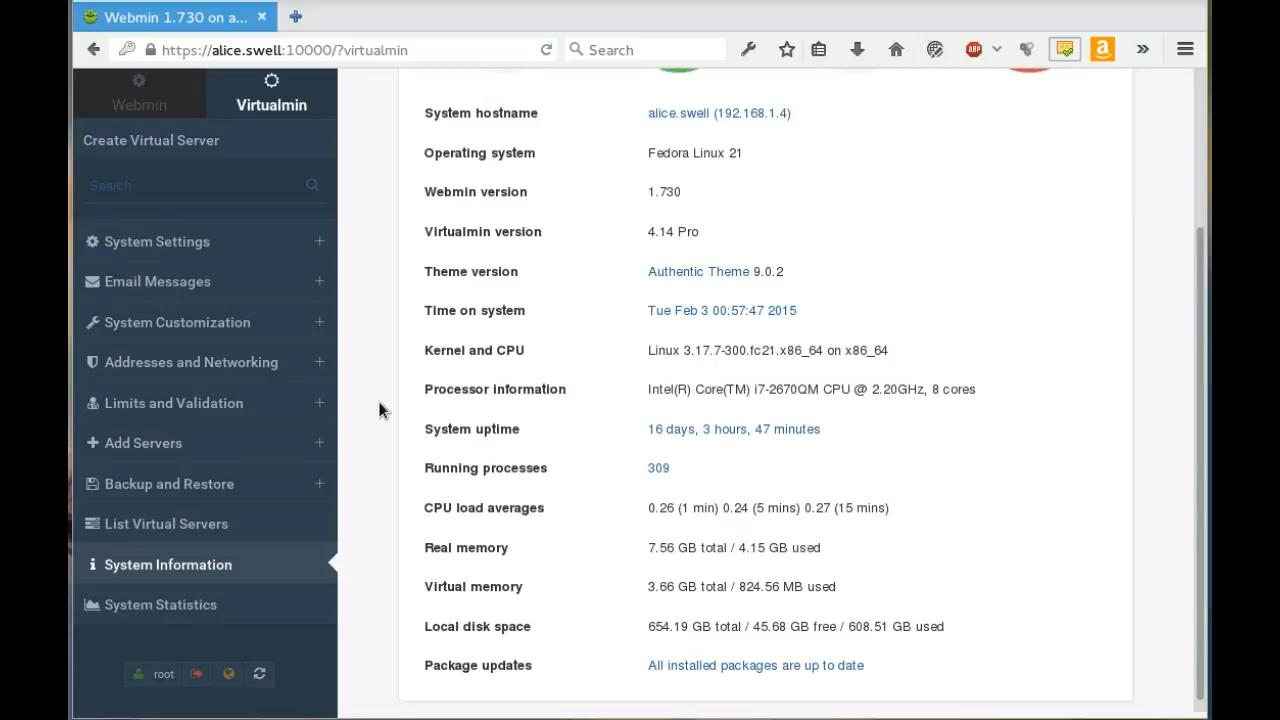 Webmin 1.730 on a...
https://alice.swell:10000/?virtualmin
Search
ABP
Webmin
Virtualmin
Create Virtual Server
Search
System Settings
Email Messages
System Customization
Addresses and Networking
Limits and Validation
Add Servers
Backup and Restore
List Virtual Servers
System Information
System Statistics
root
System hostname alice.swell (192.168.1.4)
Operating system Fedora Linux 21
Webmin version 1.730
Virtualmin version 4.14 Pro
Theme version Authentic Theme 9.0.2
Time on system Tue Feb 3 00:57:47 2015
Kernel and CPU Linux 3.17.7-300.fc21.x86_64 on x86_64
Processor information Intel(R) Core(TM) i7-2670QM CPU @ 2.20GHz, 8 cores
System uptime 16 days, 3 hours, 47 minutes
Running processes 309
CPU load averages 0.26 (1 min) 0.24 (5 mins) 0.27 (15 mins)
Real memory 7.56 GB total / 4.15 GB used
Virtual memory 3.66 GB total / 824.56 MB used
Local disk space 654.19 GB total / 45.68 GB free / 608.51 GB used
Package updates All installed packages are up to date